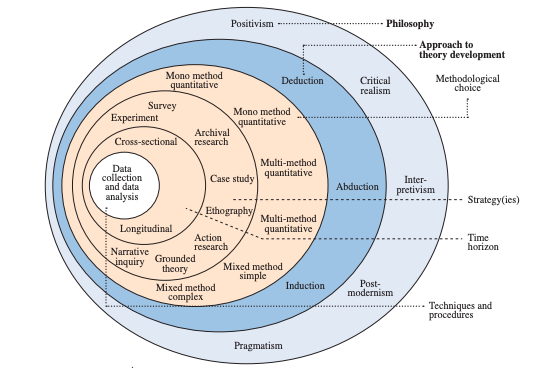 Positivism
Philosophy
Approach to
theory development
Mono method
quantitative
Deduction
Critical
realism
Methodological
choice
Survey
Experiment
Mono method
quantitative
Cross-sectional
Archival
research
Data
collection
and data
analysis
Case study
Multi-method
quantitative
Abduction
Inter-
pretivism
Strategy(ies)
Ethography
Longitudinal
Multi-method
quantitative
Time
horizon
Action
research
Narrative
inquiry
Grounded
theory
Mixed method
simple
Mixed method
complex
Induction
Post-
modernism
Techniques and
procedures
Pragmatism